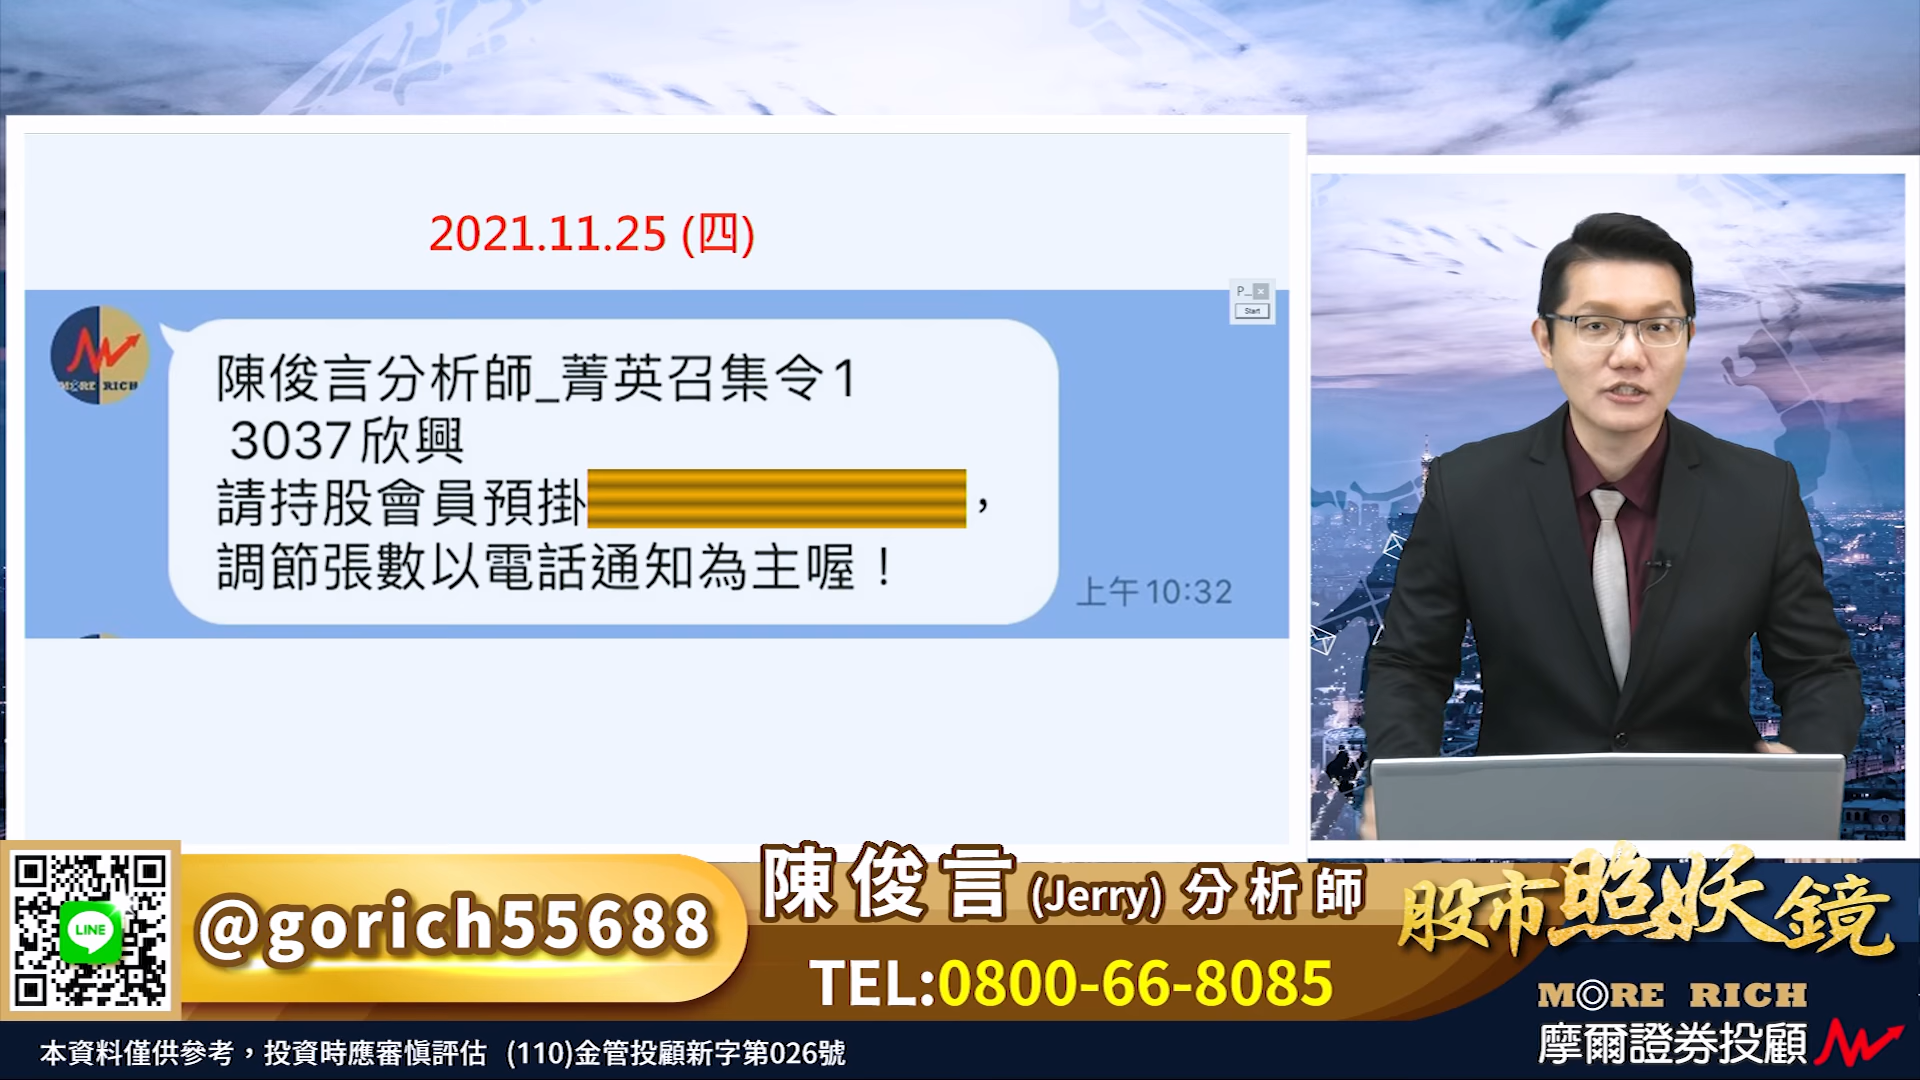 2021.11.25 (四)
P...
Start
MORE RICH
陳俊言分析師_菁英召集令1
3037欣興
請持股會員預掛
，
調節張數以電話通知為主喔！
上午10:32
LINE
@gorich55688
陳俊言(Jerry)分析師
TEL:0800-66-8085
股市照妖鏡
MORE RICH
摩爾證券投顧
本資料僅供參考，投資時應審慎評估 (110)金管投顧新字第026號